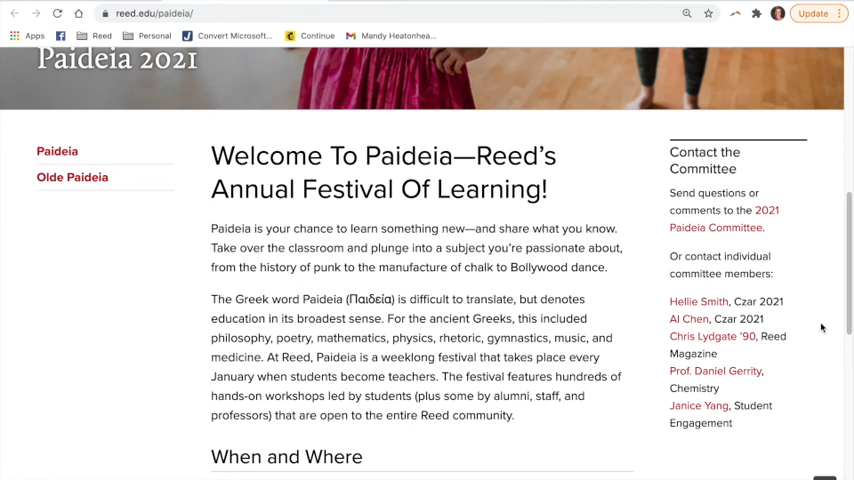 reed.edu/paideia/
Update
Apps
Reed
Personal
Convert Microsoft...
Continue
Mandy Heatonhea...
Paideia 2021
Paideia
Olde Paideia
Welcome To Paideia—Reed’s
Annual Festival Of Learning!
Paideia is your chance to learn something new—and share what you know.
Take over the classroom and plunge into a subject you’re passionate about,
from the history of punk to the manufacture of chalk to Bollywood dance.
The Greek word Paideia (Παιδεία) is difficult to translate, but denotes
education in its broadest sense. For the ancient Greeks, this included
philosophy, poetry, mathematics, physics, rhetoric, gymnastics, music, and
medicine. At Reed, Paideia is a weeklong festival that takes place every
January when students become teachers. The festival features hundreds of
hands-on workshops led by students (plus some by alumni, staff, and
professors) that are open to the entire Reed community.
When and Where
Contact the
Committee
Send questions or
comments to the 2021
Paideia Committee.
Or contact individual
committee members:
Hellie Smith, Czar 2021
Al Chen, Czar 2021
Chris Lydgate ’90, Reed
Magazine
Prof. Daniel Gerrity,
Chemistry
Janice Yang, Student
Engagement